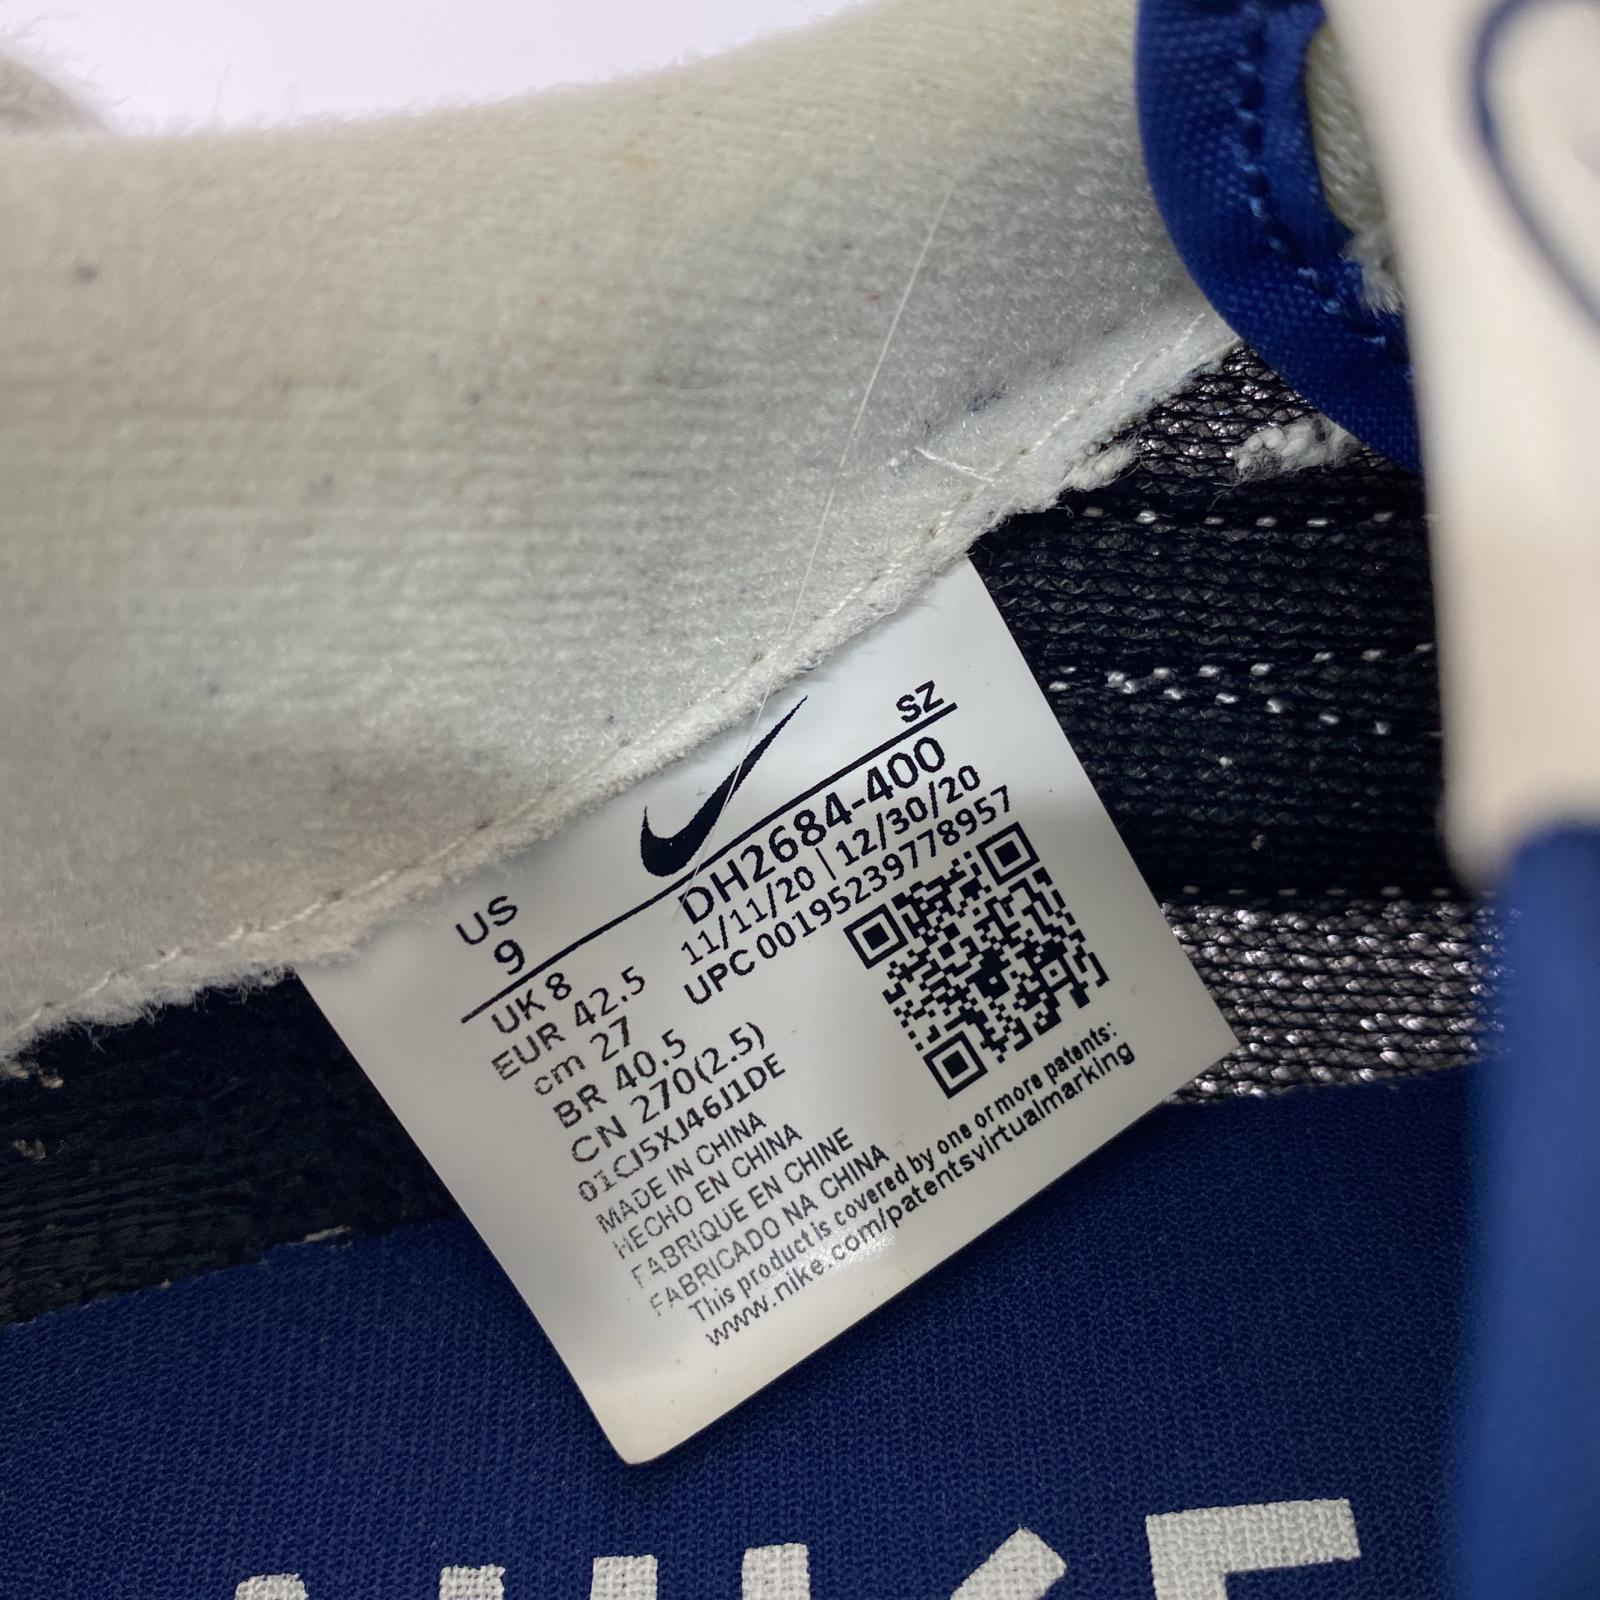 SZ
US
9
DH2684-400
11/11/20 | 12/30/20
UPC 00195239778957
UK 8
EUR 42.5
cm 27
BR 40.5
CN 270(2.5)
01CJ5XJ46J1DE
MADE IN CHINA
HECHO EN CHINA
FABRIQUE EN CHINE
FABRICADO NA CHINA
This product is covered by one or more patents:
www.nike.com/patentsvirtualmarking
NIKE